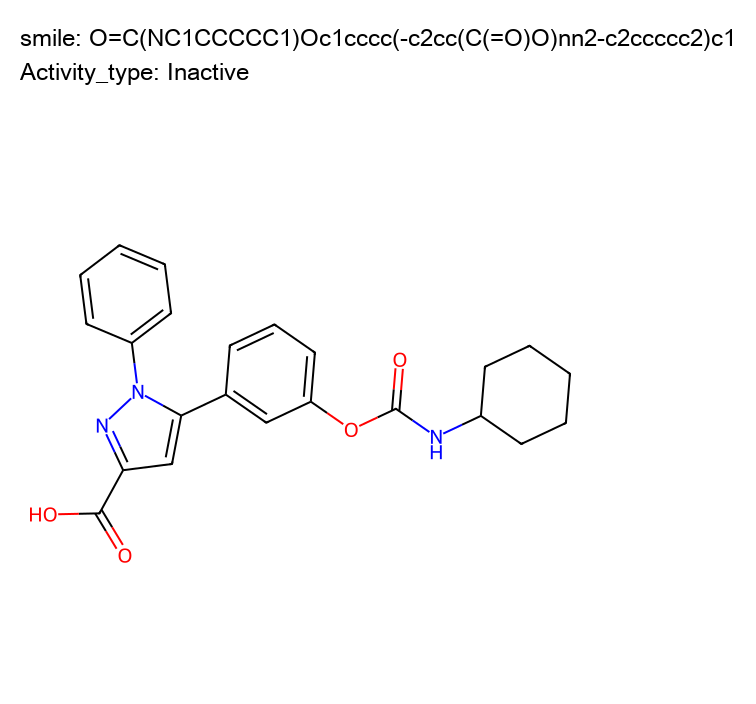 smile: O=C(NC1CCCCC1)Oc1cccc(-c2cc(C(=O)O)nn2-c2ccccc2)c1
Activity_type: Inactive
N
N
O
O
N
H
HO
O